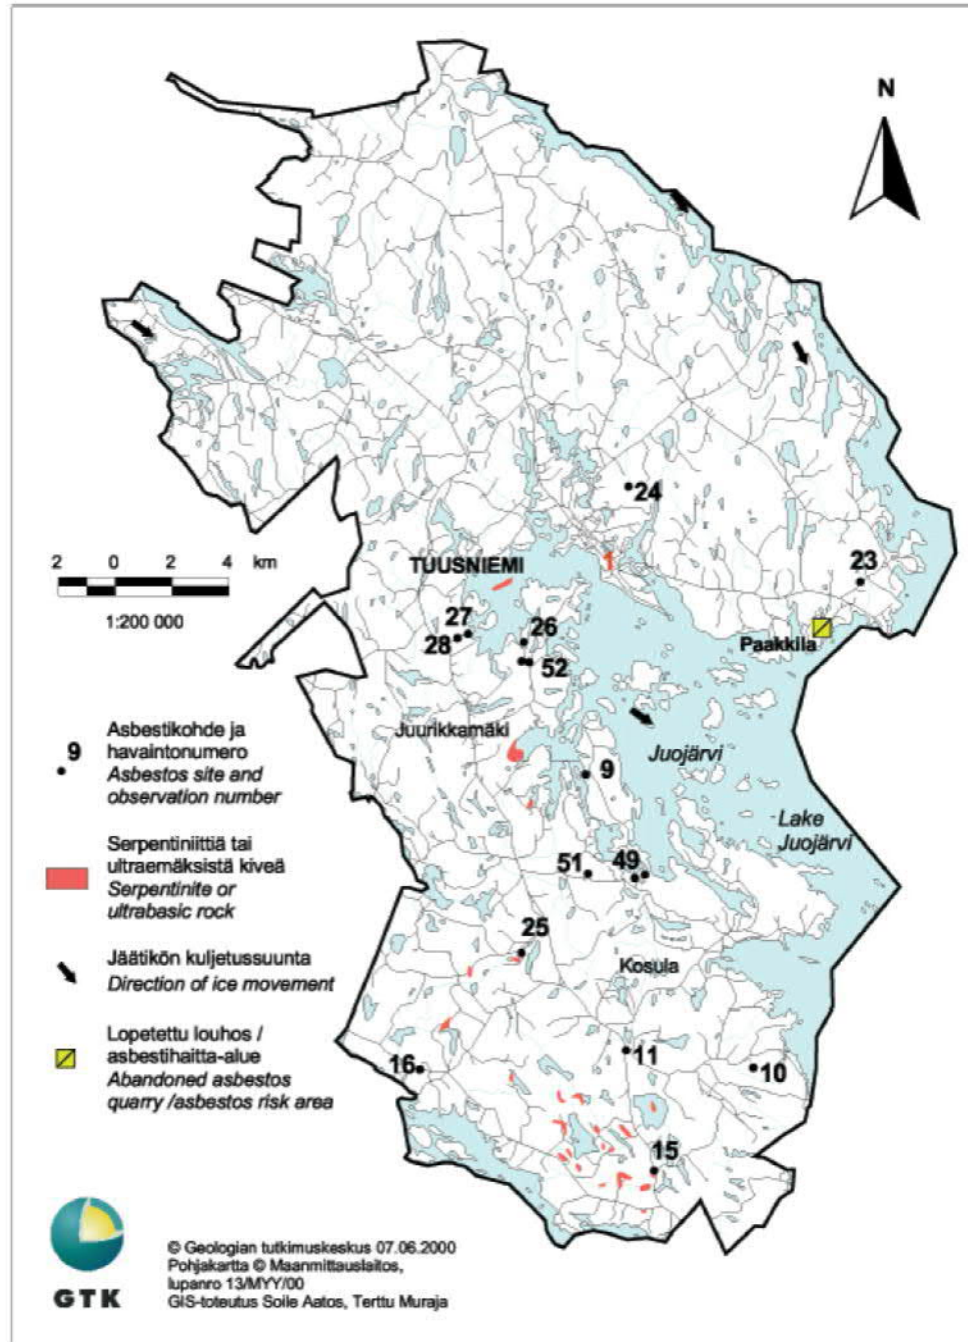 N
24
TUUSNIEMI
23
2 0 2 4 km
1:200 000
27
28
26
Paakkila
52
Juurikkamäki
Juojärvi
9
Lake
Juojärvi
51
49
25
Kosula
11
16
10
15
9
Asbestikohde ja
havaintonumero
Asbestos site and
observation number
Serpentiniittiä tai
ultraemäksistä kiveä
Serpentinite or
ultrabasic rock
Jäätikön kuljetussuunta
Direction of ice movement
Lopetettu louhos /
asbestihaitta-alue
Abandoned asbestos
quarry /asbestos risk area
GTK
© Geologian tutkimuskeskus 07.06.2000
Pohjakartta © Maanmittauslaitos,
lupanro 13/MYY/00
GIS-toteutus Soile Aatos, Terttu Muraja